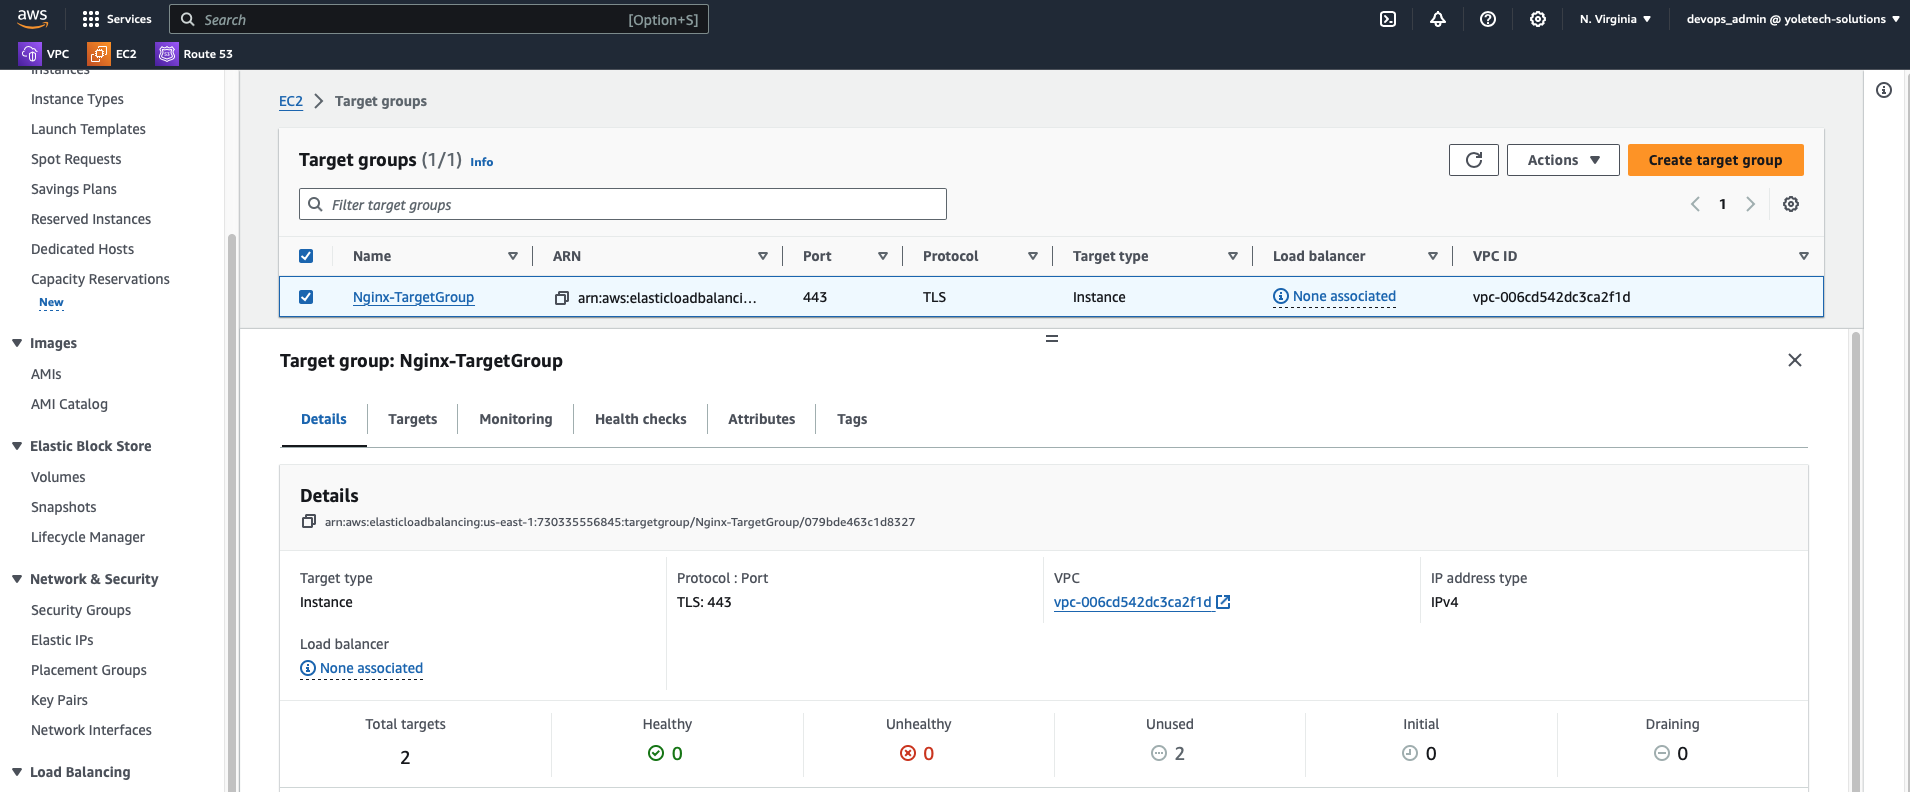 aws
Services
Search
[Option+S]
N. Virginia
devops_admin @ yoletech-solutions
VPC
EC2
Route 53
Instances
Instance Types
Launch Templates
Spot Requests
Savings Plans
Reserved Instances
Dedicated Hosts
Capacity Reservations
New
Images
AMIs
AMI Catalog
Elastic Block Store
Volumes
Snapshots
Lifecycle Manager
Network & Security
Security Groups
Elastic IPs
Placement Groups
Key Pairs
Network Interfaces
Load Balancing
EC2 > Target groups
Target groups (1/1) Info
Actions
Create target group
Filter target groups
1
Name ARN Port Protocol Target type Load balancer VPC ID
Nginx-TargetGroup arn:aws:elasticloadbalanci... 443 TLS Instance None associated vpc-006cd542dc3ca2f1d
Target group: Nginx-TargetGroup
Details Targets Monitoring Health checks Attributes Tags
Details
arn:aws:elasticloadbalancing:us-east-1:730335556845:targetgroup/Nginx-TargetGroup/079bde463c1d8327
Target type Protocol : Port VPC IP address type
Instance TLS: 443 vpc-006cd542dc3ca2f1d IPv4
Load balancer
None associated
Total targets Healthy Unhealthy Unused Initial Draining
2 0 0 2 0 0